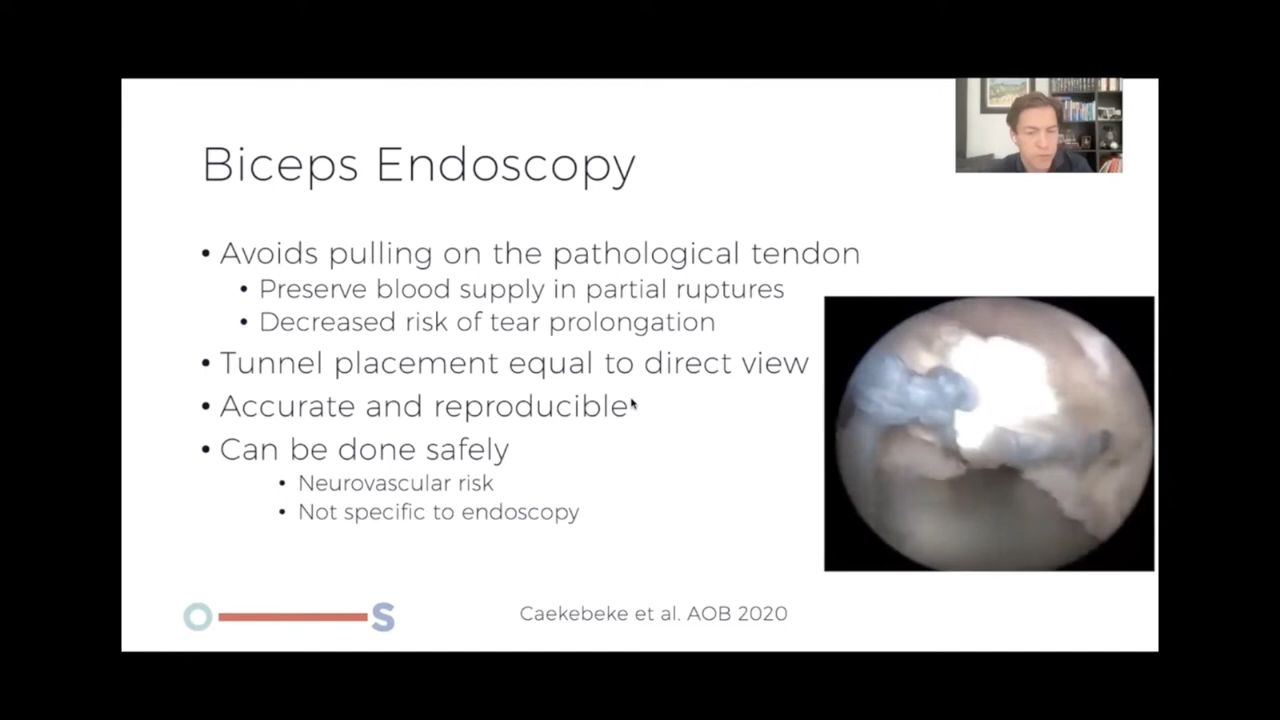 Biceps Endoscopy
• Avoids pulling on the pathological tendon
• Preserve blood supply in partial ruptures
• Decreased risk of tear prolongation
• Tunnel placement equal to direct view
• Accurate and reproducible
• Can be done safely
• Neurovascular risk
• Not specific to endoscopy
O S
Caekebeke et al. AOB 2020